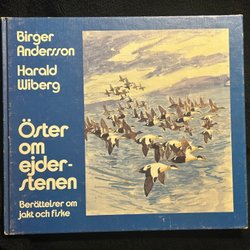 Birger
Andersson
Harald
Wiberg
Öster
om
ejder-
stenen
Berättelser om
jakt och fiske